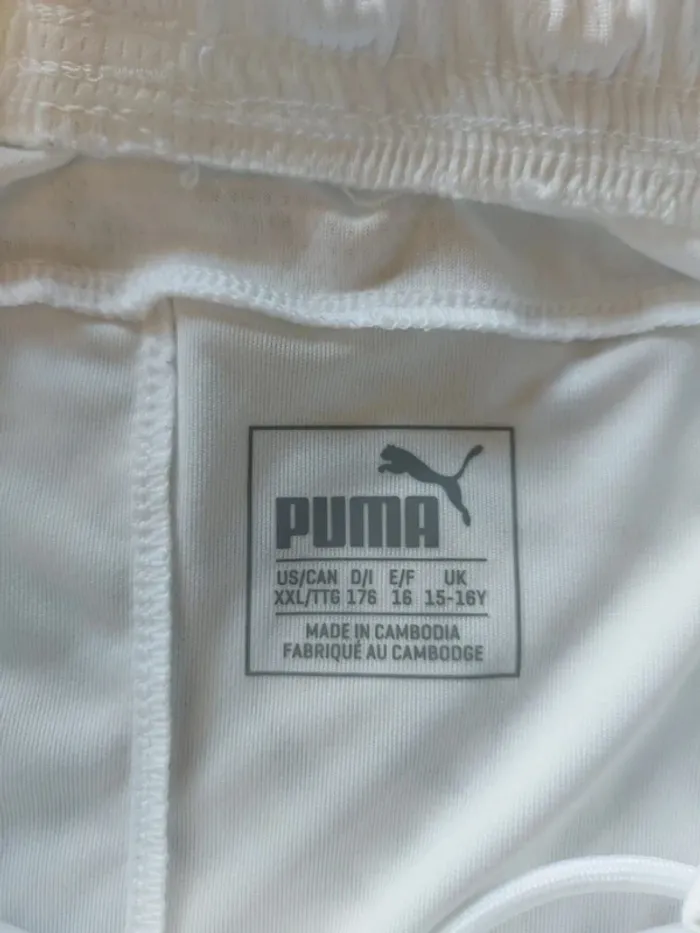 PUMA
US/CAN D/I E/F UK
XXL/TTG 176 16 15-16Y
MADE IN CAMBODIA
FABRIQUÉ AU CAMBODGE